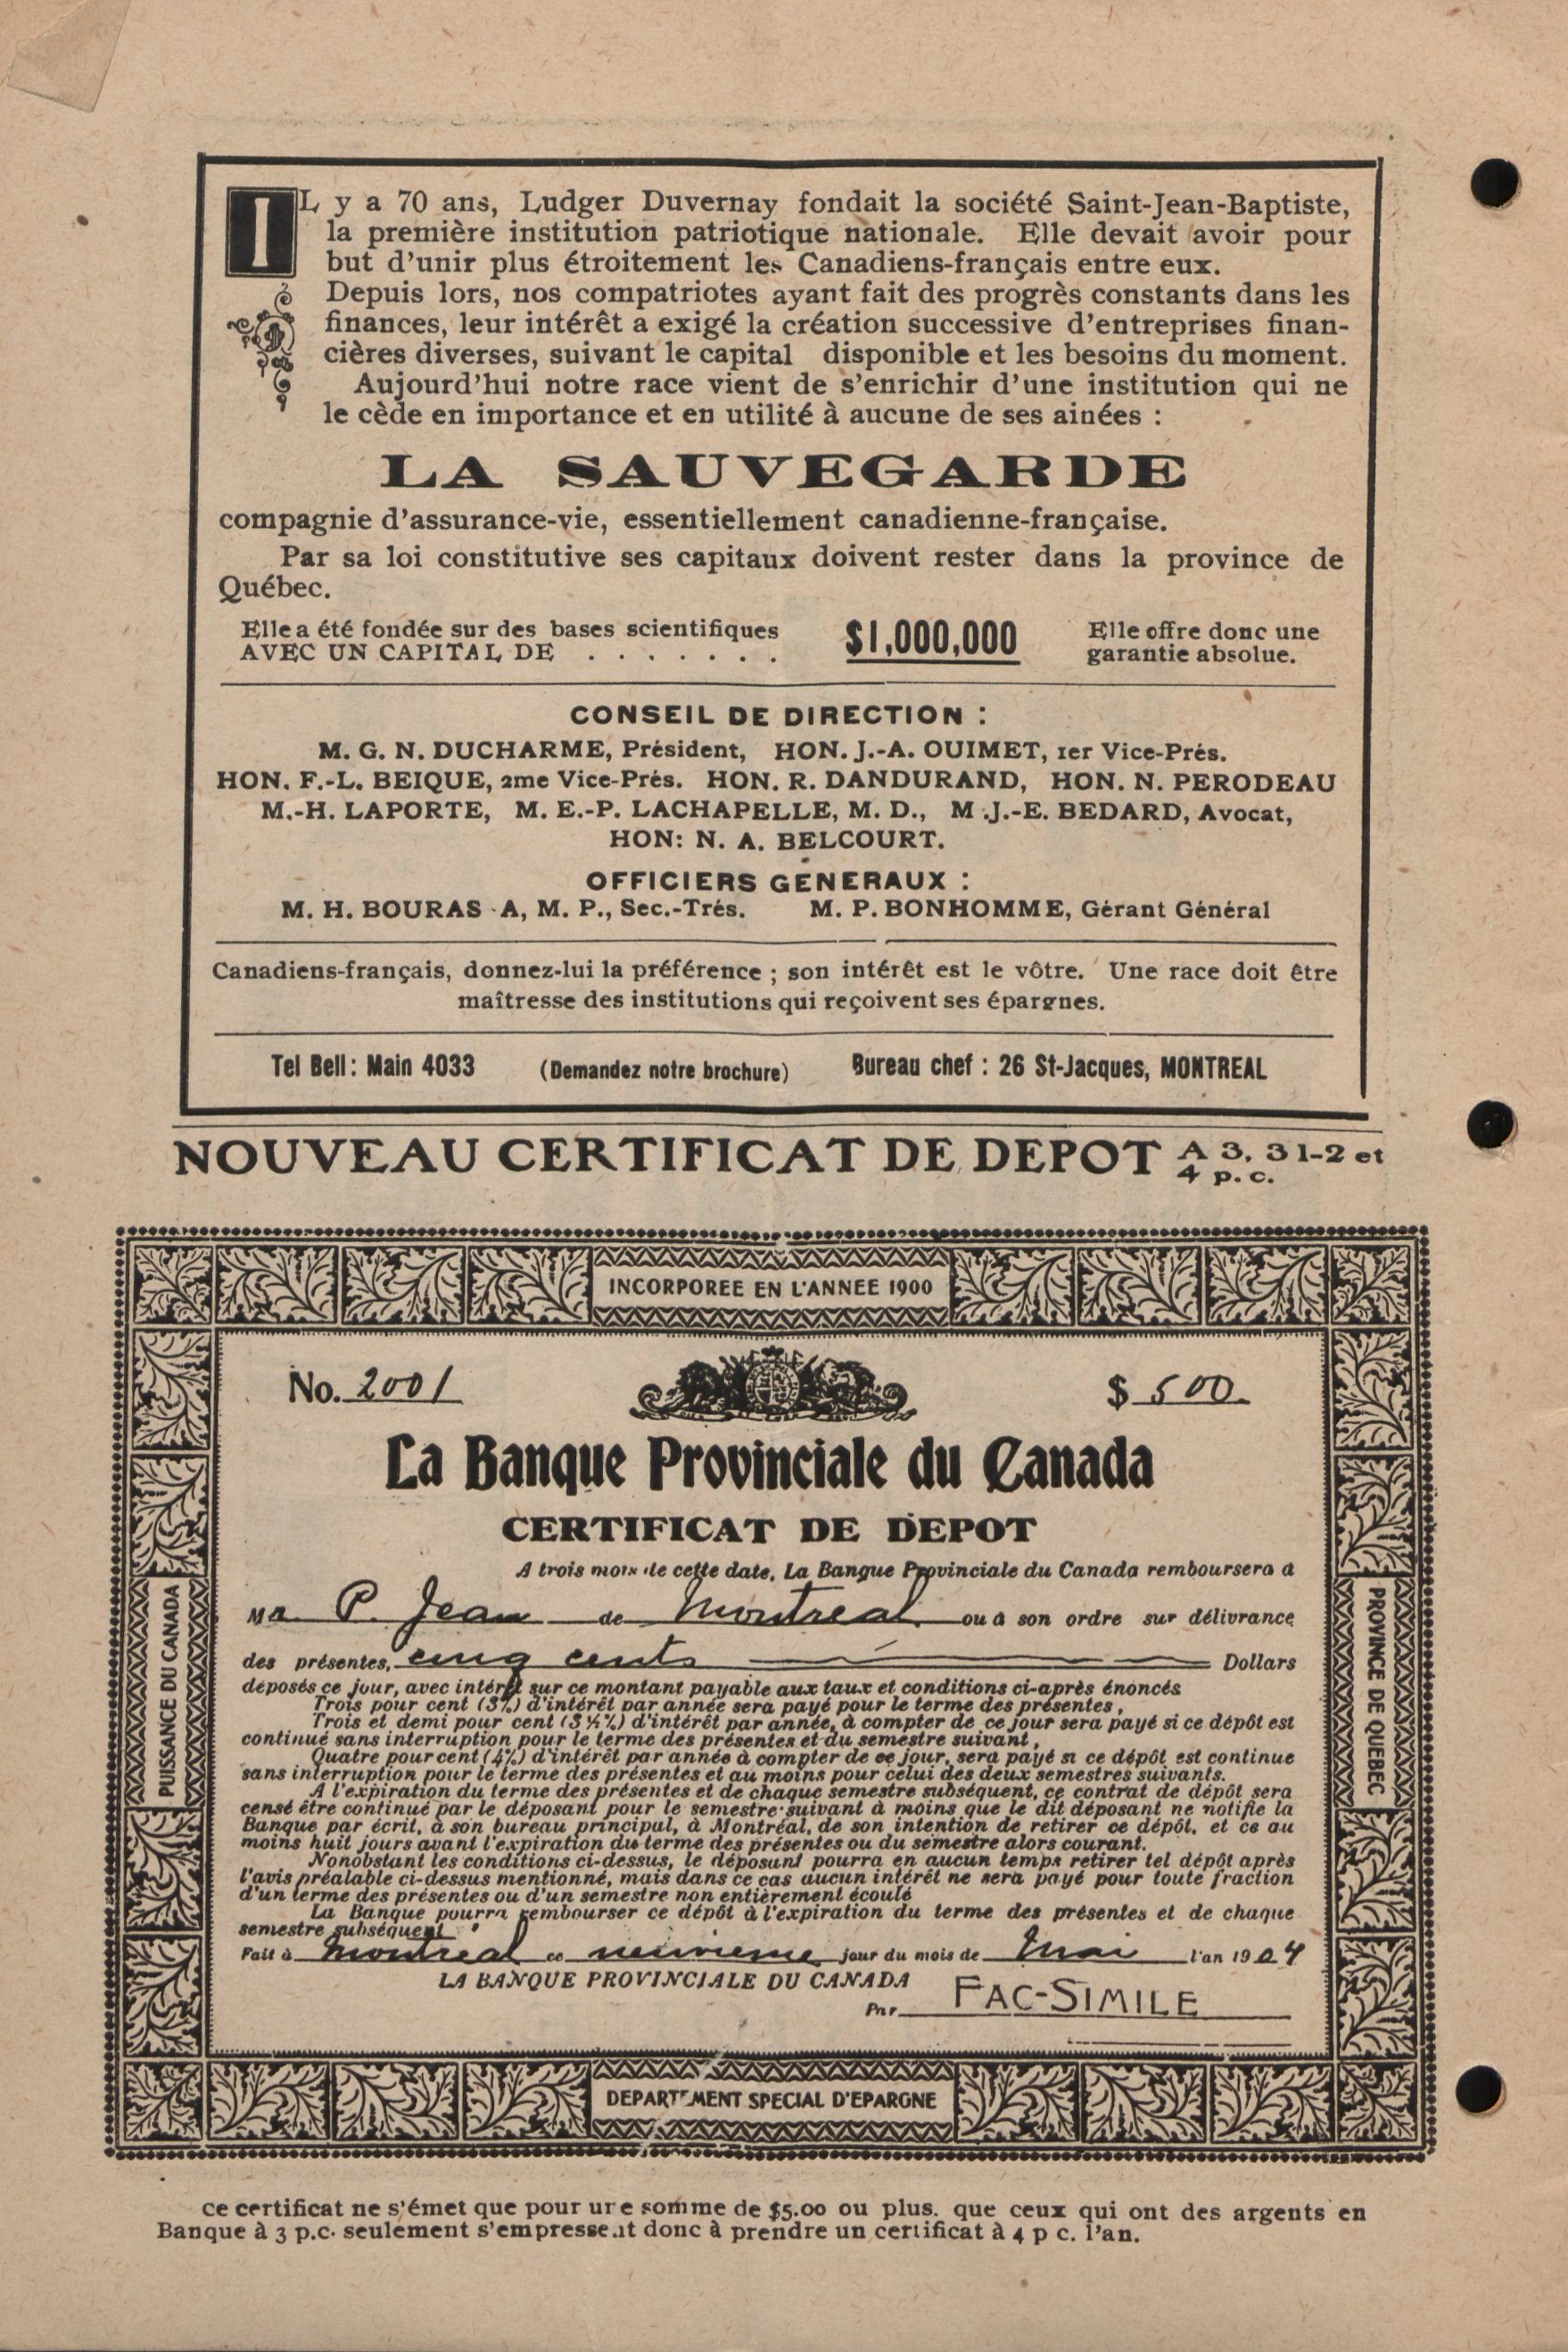 IL y a 70 ans, Ludger Duvernay fondait la société Saint-Jean-Baptiste,
la première institution patriotique nationale. Elle devait avoir pour
but d'unir plus étroitement les Canadiens-français entre eux.
Depuis lors, nos compatriotes ayant fait des progrès constants dans les
finances, leur intérêt a exigé la création successive d'entreprises finan-
cières diverses, suivant le capital disponible et les besoins du moment.
Aujourd'hui notre race vient de s'enrichir d'une institution qui ne
le cède en importance et en utilité à aucune de ses ainées :
LA SAUVEGARDE
compagnie d'assurance-vie, essentiellement canadienne-française.
Par sa loi constitutive ses capitaux doivent rester dans la province de
Québec.
Elle a été fondée sur des bases scientifiques
AVEC UN CAPITAL DE . . . . . . .
$1,000,000
Elle offre donc une
garantie absolue.
CONSEIL DE DIRECTION :
M. G. N. DUCHARME, Président, HON. J.-A. OUIMET, 1er Vice-Prés.
HON. F.-L. BEIQUE, 2me Vice-Prés. HON. R. DANDURAND, HON. N. PERODEAU
M.-H. LAPORTE, M. E.-P. LACHAPELLE, M. D., M.J.-E. BEDARD, Avocat,
HON: N. A. BELCOURT.
OFFICIERS GÉNERAUX :
M. H. BOURAS A, M. P., Sec.-Trés. M. P. BONHOMME, Gérant Général
Canadiens-français, donnez-lui la préférence ; son intérêt est le vôtre. Une race doit être
maîtresse des institutions qui reçoivent ses épargnes.
Tel Bell: Main 4033 (Demandez notre brochure) Bureau chef : 26 St-Jacques, MONTREAL
NOUVEAU CERTIFICAT DE DEPOT A 3, 3 1-2 et
4 p. c.
INCORPOREE EN L'ANNEE 1900
No. 2001 $ 500
La Banque Provinciale du Canada
CERTIFICAT DE DEPOT
A trois mois de cette date, La Banque Provinciale du Canada remboursera a
Mr. P. Jean de Montreal ou à son ordre sur délivrance
des présentes, cinq cents Dollars
déposés ce jour, avec intérêt sur ce montant payable aux taux et conditions ci-après énoncés
Trois pour cent (3%) d'intérêt par année sera payé pour le terme des présentes,
Trois et demi pour cent (3½%) d'intérêt par année, à compter de ce jour sera payé si ce dépôt est
continué sans interruption pour le terme des présentes et du semestre suivant,
Quatre pour cent (4%) d'intérêt par année à compter de ce jour, sera payé si ce dépôt est continue
sans interruption pour le terme des présentes et au moins pour celui des deux semestres suivants.
A l'expiration du terme des présentes et de chaque semestre subséquent, ce contrat de dépôt sera
censé être continué par le déposant pour le semestre suivant à moins que le dit déposant ne notifie la
Banque par écrit, à son bureau principal, à Montréal, de son intention de retirer ce dépôt, et ce au
moins huit jours avant l'expiration du terme des présentes ou du semestre alors courant.
Nonobstant les conditions ci-dessus, le déposant pourra en aucun temps retirer tel dépôt après
l'avis préalable ci-dessus mentionné, mais dans ce cas aucun intérêt ne sera payé pour toute fraction
d'un terme des présentes ou d'un semestre non entièrement écoulé
La Banque pourra rembourser ce dépôt à l'expiration du terme des présentes et de chaque
semestre subséquent
Fait à Montreal ce neuvieme jour du mois de Mai l'an 1904
LA BANQUE PROVINCIALE DU CANADA
Par FAC-SIMILE
PUISSANCE DU CANADA
PROVINCE DE QUEBEC
DEPARTEMENT SPECIAL D'EPARGNE
ce certificat ne s'émet que pour une somme de $5.00 ou plus. que ceux qui ont des argents en
Banque à 3 p.c. seulement s'empressent donc à prendre un certificat à 4 p c. l'an.